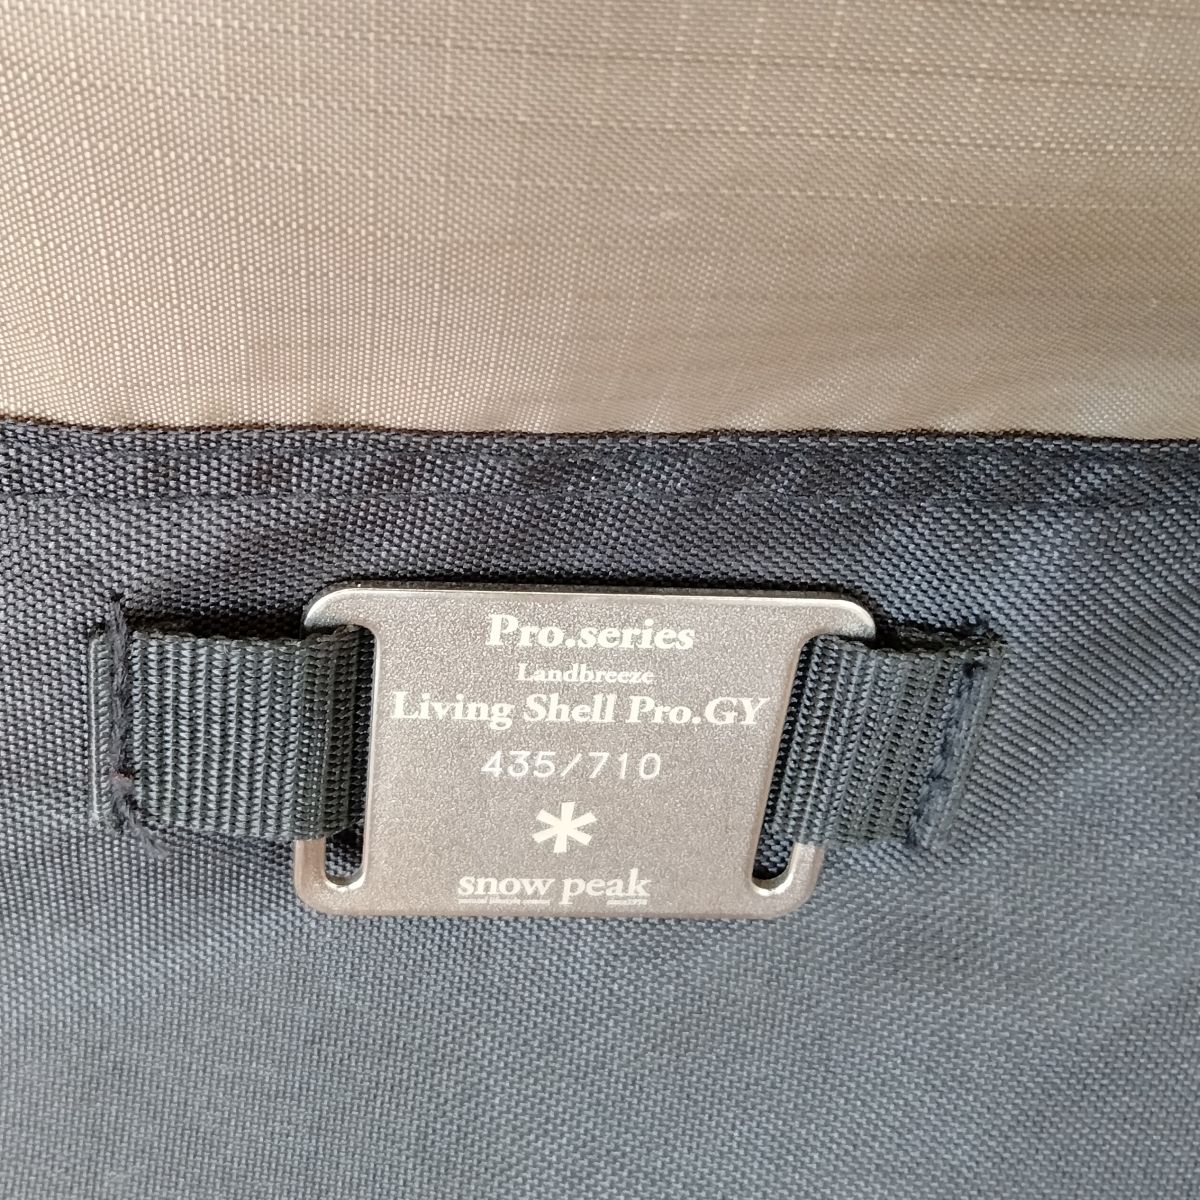 Pro.series
Landbreeze
Living Shell Pro.GY
435/710
snow peak